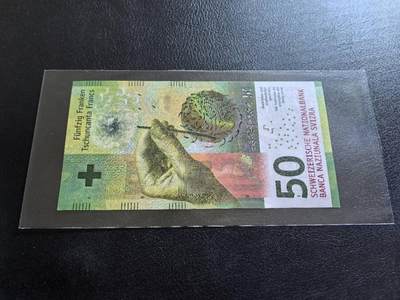 Fünfzig Franken
Tschuncanta Francs
50
SCHWEIZERISCHE NATIONALBANK
BANCA NAZIUNALA SVIZRA